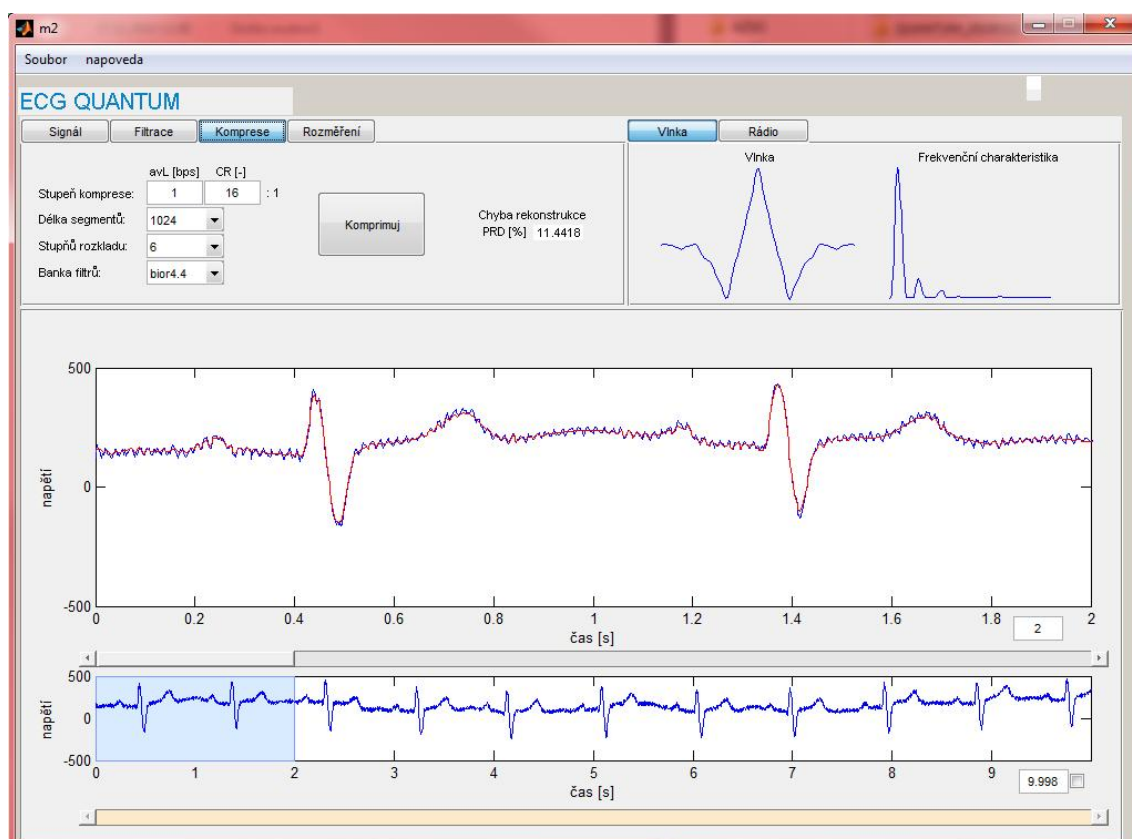 m2
Soubor napoveda
ECG QUANTUM
Signál Filtrace Komprese Rozměření Vlnka Rádio
avL [bps] CR [-]
Stupeň komprese: 1 16 : 1
Délka segmentů: 1024
Stupňů rozkladu: 6
Banka filtrů: bior4.4
Komprimuj
Chyba rekonstrukce
PRD [%] 11.4418
Vlnka Frekvenční charakteristika
500
0
-500
napětí
0 0.2 0.4 0.6 0.8 1 1.2 1.4 1.6 1.8 2
čas [s]
2
500
0
-500
napětí
0 1 2 3 4 5 6 7 8 9
čas [s]
9.998